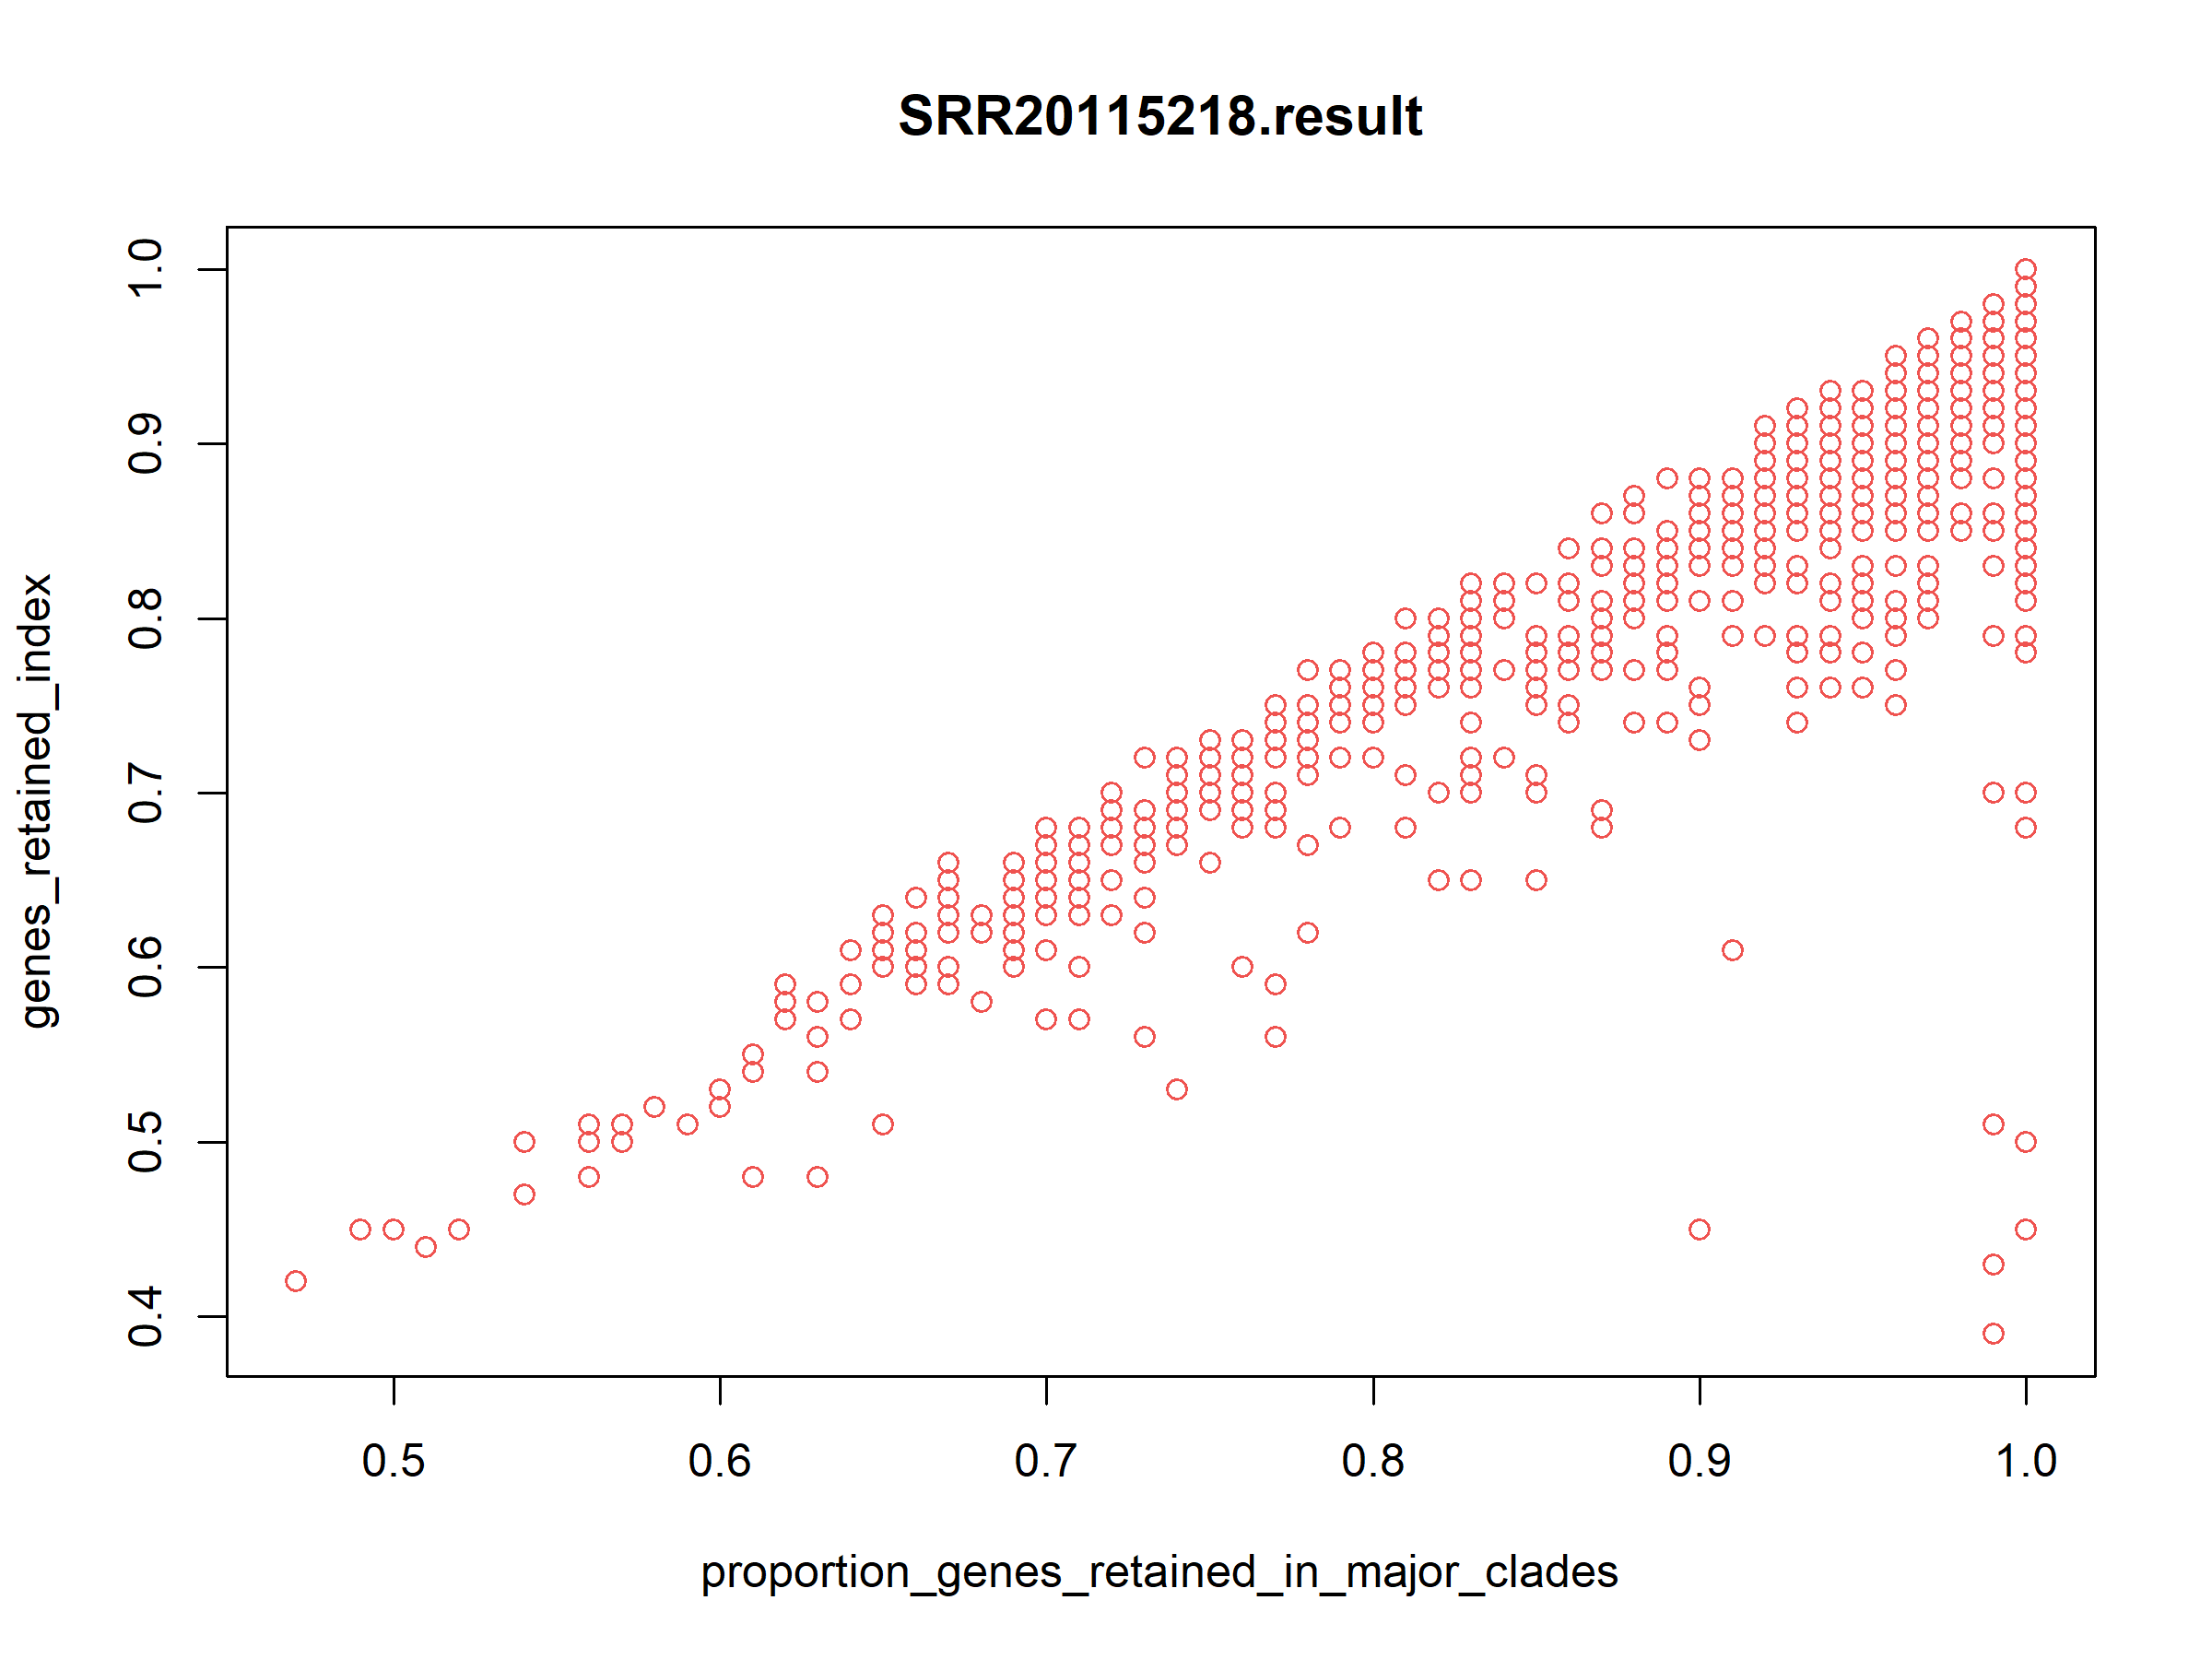 SRR20115218.result
genes_retained_index
1.0
0.9
0.8
0.7
0.6
0.5
0.4
0.5 0.6 0.7 0.8 0.9 1.0
proportion_genes_retained_in_major_clades